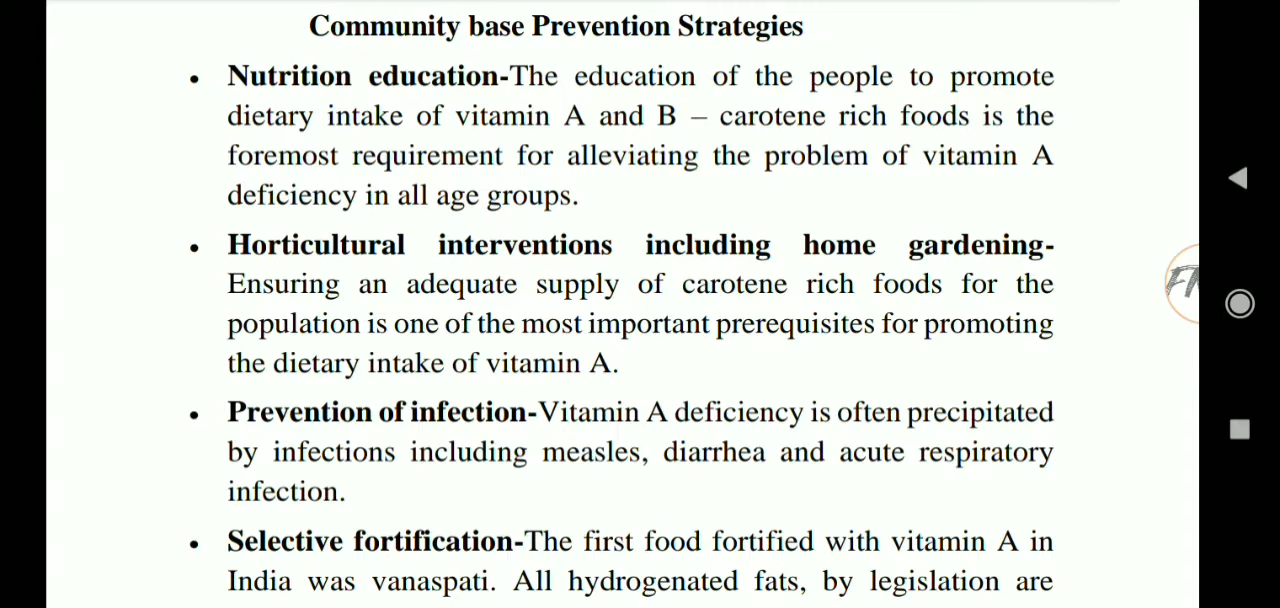 Community base Prevention Strategies
• Nutrition education-The education of the people to promote
dietary intake of vitamin A and B – carotene rich foods is the
foremost requirement for alleviating the problem of vitamin A
deficiency in all age groups.
• Horticultural interventions including home gardening-
Ensuring an adequate supply of carotene rich foods for the
population is one of the most important prerequisites for promoting
the dietary intake of vitamin A.
• Prevention of infection-Vitamin A deficiency is often precipitated
by infections including measles, diarrhea and acute respiratory
infection.
• Selective fortification-The first food fortified with vitamin A in
India was vanaspati. All hydrogenated fats, by legislation are